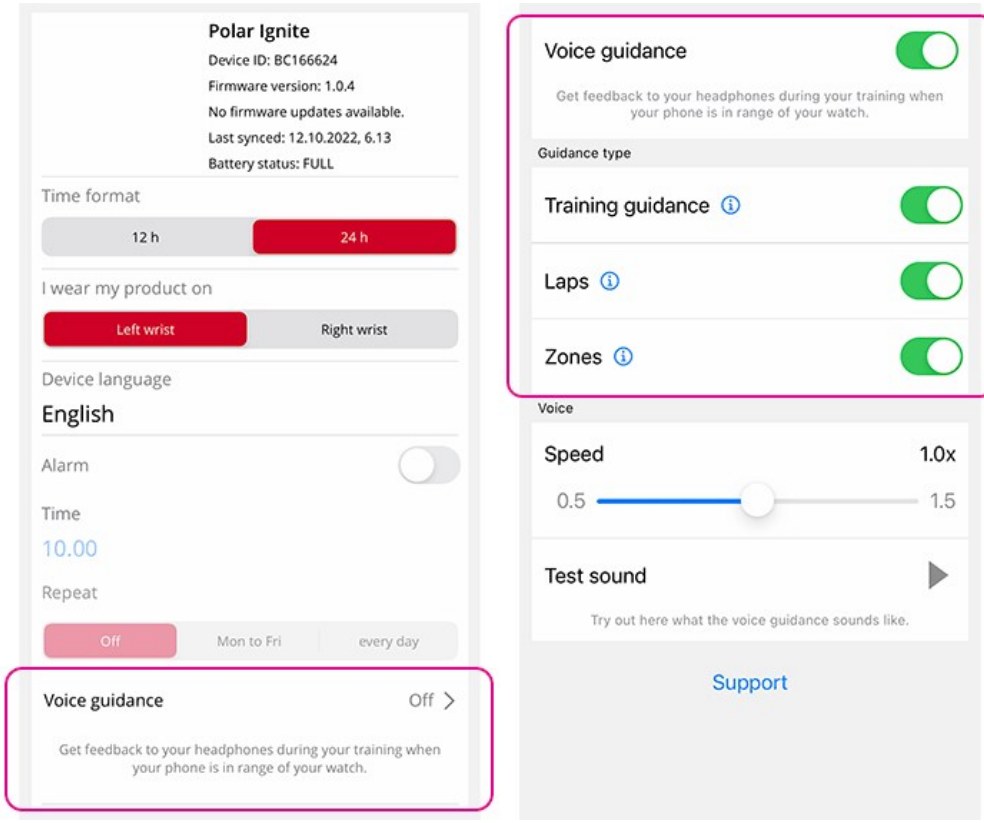 Polar Ignite
Device ID: BC166624
Firmware version: 1.0.4
No firmware updates available.
Last synced: 12.10.2022, 6.13
Battery status: FULL
Time format
12 h 24 h
I wear my product on
Left wrist Right wrist
Device language
English
Alarm
Time
10.00
Repeat
Off Mon to Fri every day
Voice guidance Off
Get feedback to your headphones during your training when
your phone is in range of your watch.
Voice guidance
Get feedback to your headphones during your training when
your phone is in range of your watch.
Guidance type
Training guidance
Laps
Zones
Voice
Speed 1.0x
0.5 1.5
Test sound
Try out here what the voice guidance sounds like.
Support